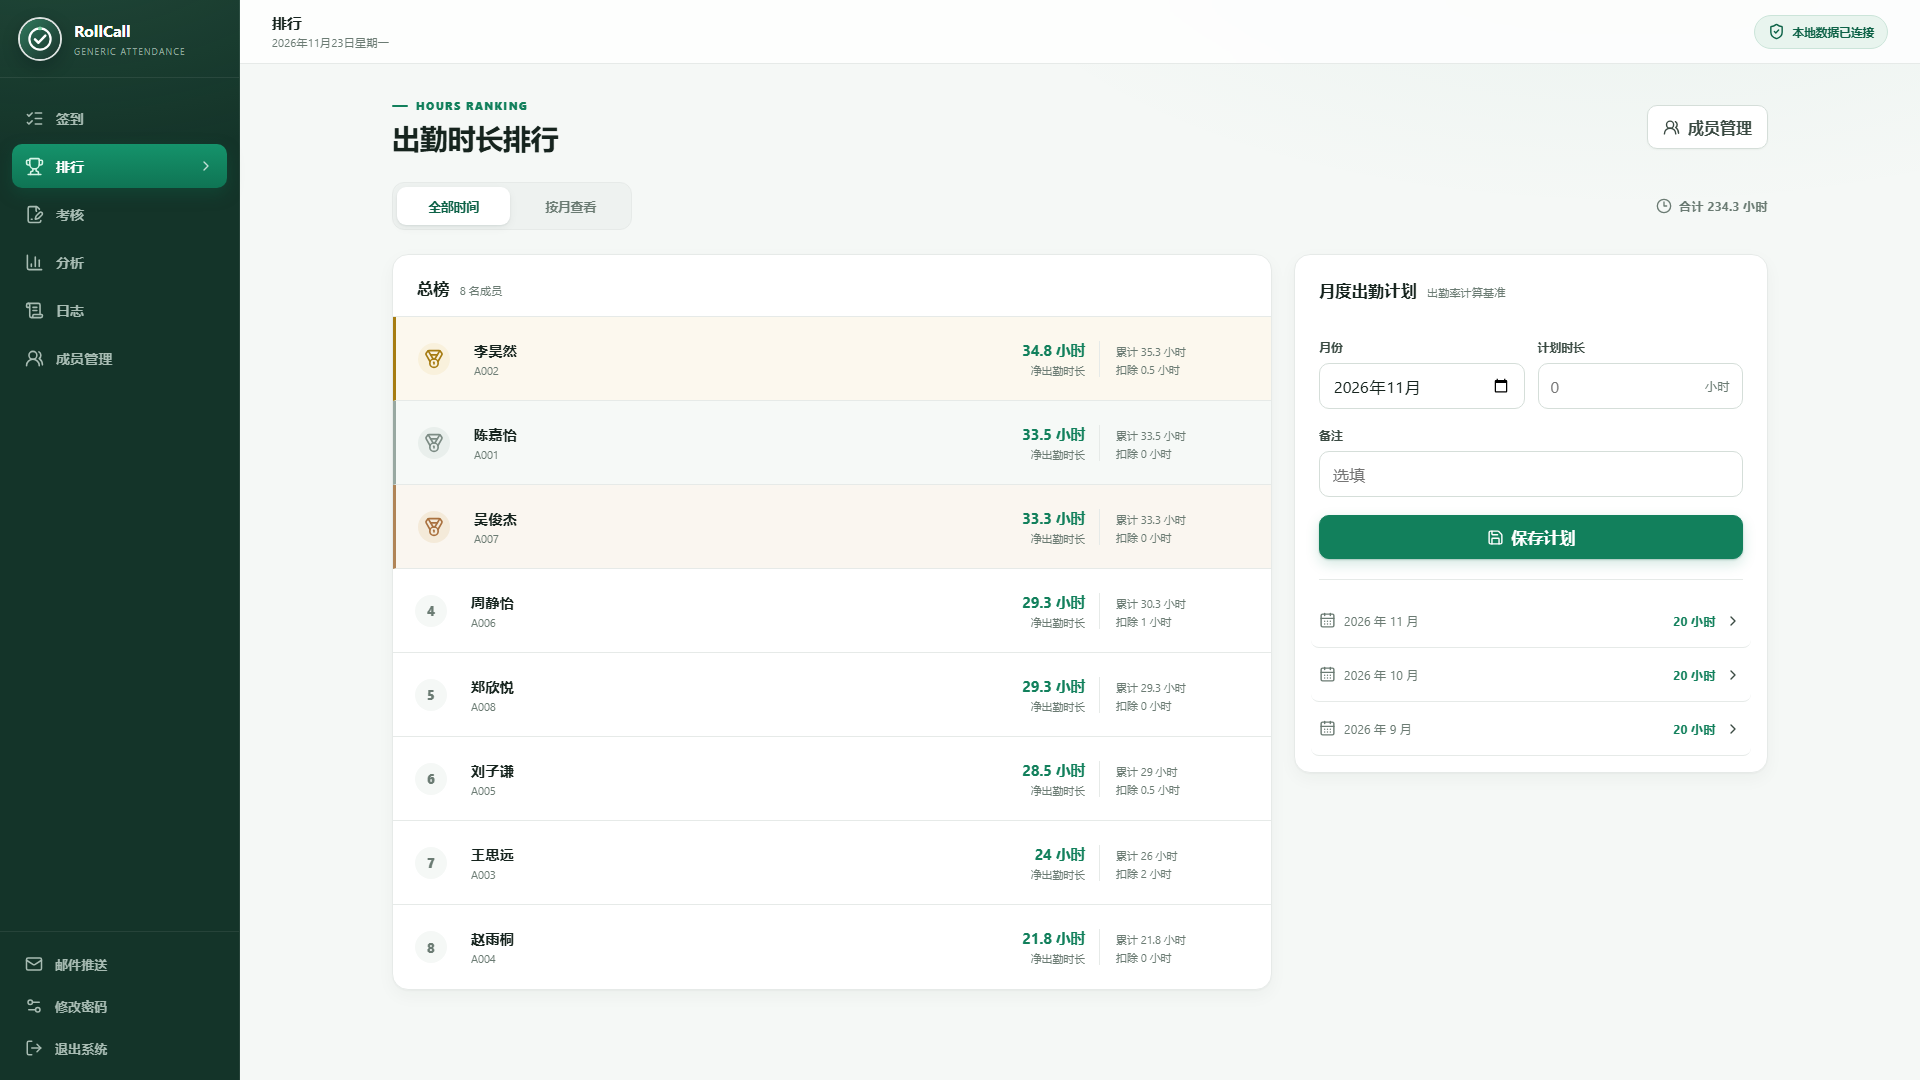 RollCall
GENERIC ATTENDANCE
签到
排行
考核
分析
日志
成员管理
邮件推送
修改密码
退出系统
排行
2026年11月23日星期一
本地数据已连接
HOURS RANKING
出勤时长排行
成员管理
全部时间
按月查看
合计 234.3 小时
总榜 8 名成员
李昊然
A002
34.8 小时
净出勤时长
累计 35.3 小时
扣除 0.5 小时
陈嘉怡
A001
33.5 小时
净出勤时长
累计 33.5 小时
扣除 0 小时
吴俊杰
A007
33.3 小时
净出勤时长
累计 33.3 小时
扣除 0 小时
4
周静怡
A006
29.3 小时
净出勤时长
累计 30.3 小时
扣除 1 小时
5
郑欣悦
A008
29.3 小时
净出勤时长
累计 29.3 小时
扣除 0 小时
6
刘子谦
A005
28.5 小时
净出勤时长
累计 29 小时
扣除 0.5 小时
7
王思远
A003
24 小时
净出勤时长
累计 26 小时
扣除 2 小时
8
赵雨桐
A004
21.8 小时
净出勤时长
累计 21.8 小时
扣除 0 小时
月度出勤计划 出勤率计算基准
月份
2026年11月
计划时长
0 小时
备注
选填
保存计划
2026 年 11 月 20 小时
2026 年 10 月 20 小时
2026 年 9 月 20 小时